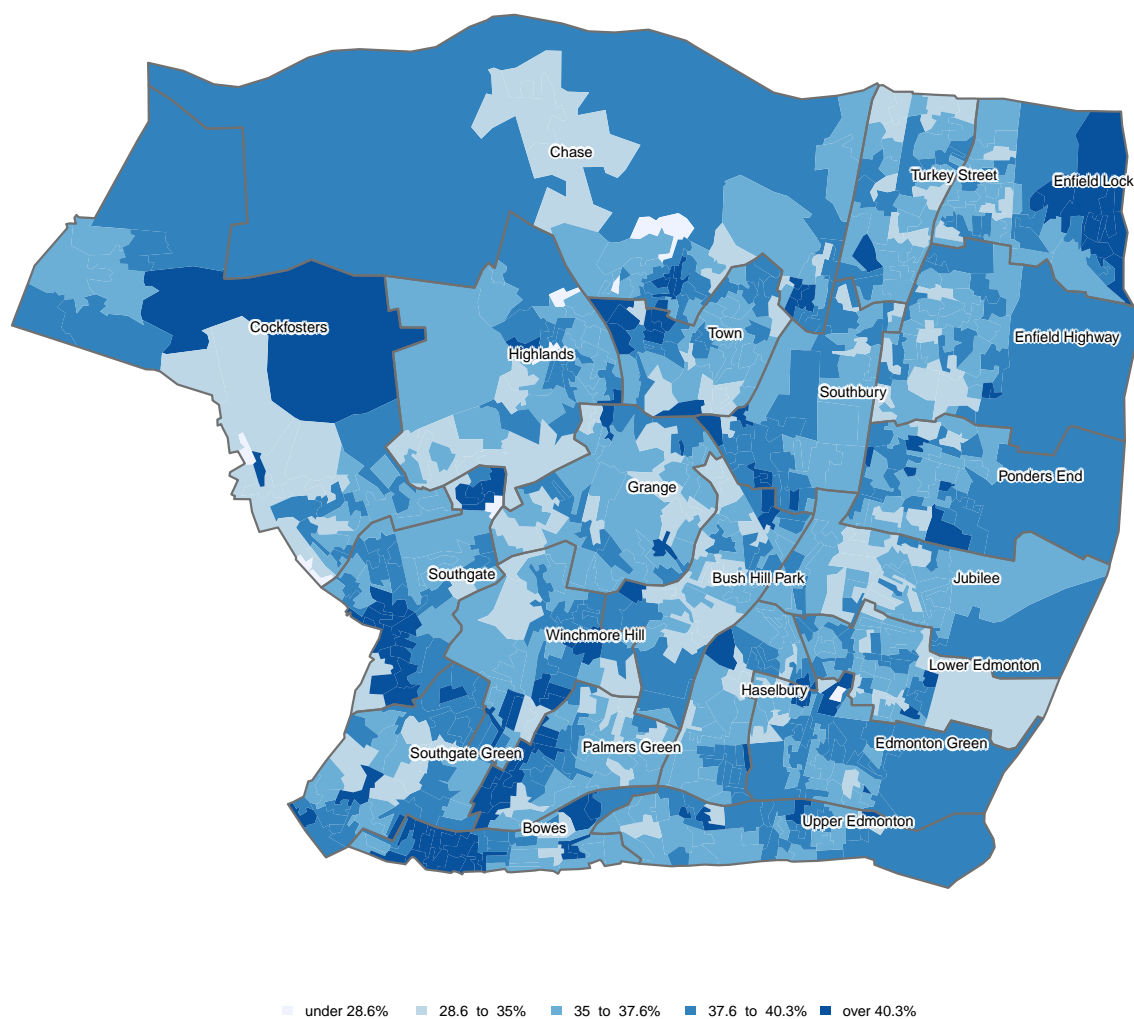 Chase
Turkey Street
Enfield Lock
Cockfosters
Town
Enfield Highway
Highlands
Southbury
Ponders End
Grange
Southgate
Bush Hill Park
Jubilee
Winchmore Hill
Lower Edmonton
Haselbury
Southgate Green
Palmers Green
Edmonton Green
Bowes
Upper Edmonton
under 28.6% 28.6 to 35% 35 to 37.6% 37.6 to 40.3% over 40.3%